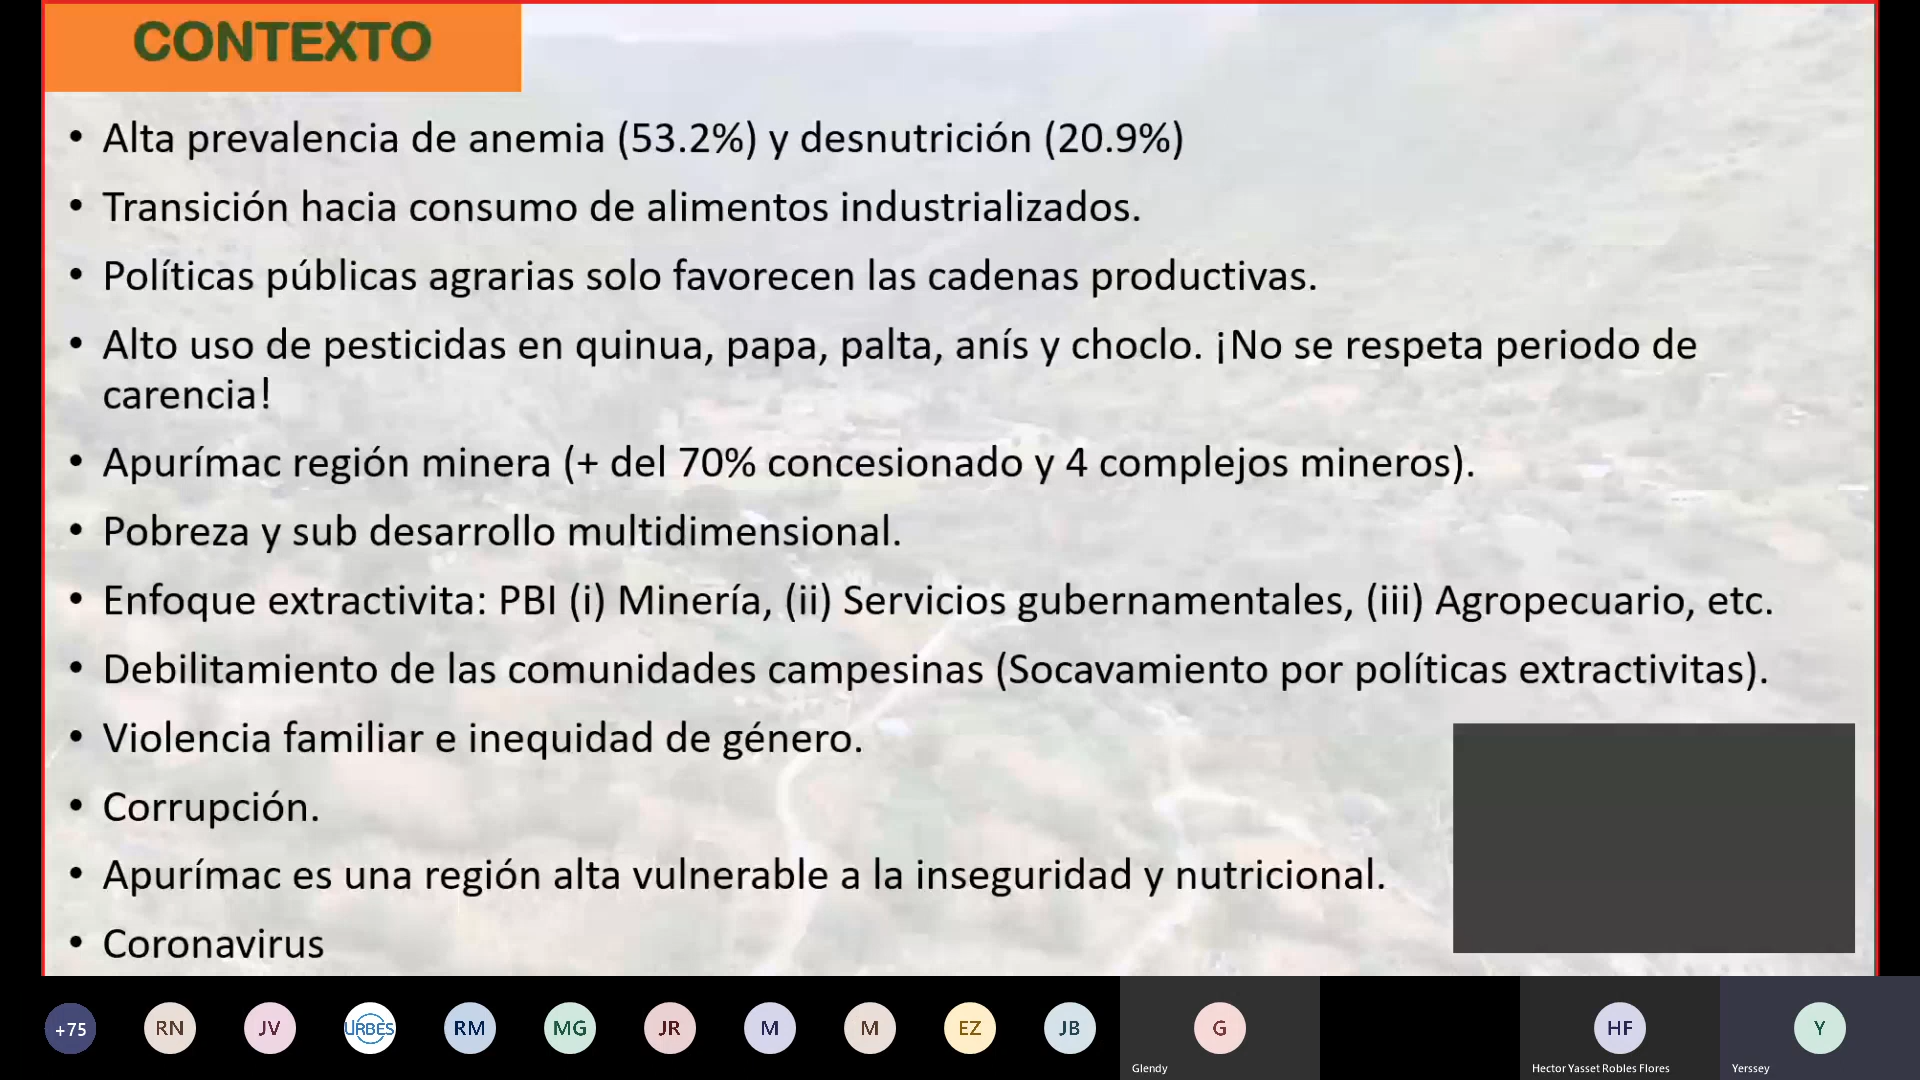 CONTEXTO
• Alta prevalencia de anemia (53.2%) y desnutrición (20.9%)
• Transición hacia consumo de alimentos industrializados.
• Políticas públicas agrarias solo favorecen las cadenas productivas.
• Alto uso de pesticidas en quinua, papa, palta, anís y choclo. ¡No se respeta periodo de
carencia!
• Apurímac región minera (+ del 70% concesionado y 4 complejos mineros).
• Pobreza y sub desarrollo multidimensional.
• Enfoque extractivita: PBI (i) Minería, (ii) Servicios gubernamentales, (iii) Agropecuario, etc.
• Debilitamiento de las comunidades campesinas (Socavamiento por políticas extractivitas).
• Violencia familiar e inequidad de género.
• Corrupción.
• Apurímac es una región alta vulnerable a la inseguridad y nutricional.
• Coronavirus
+75 RN JV URBES RM MG JR M M EZ JB G HF Y
Glendy Hector Yasset Robles Flores Yerssey